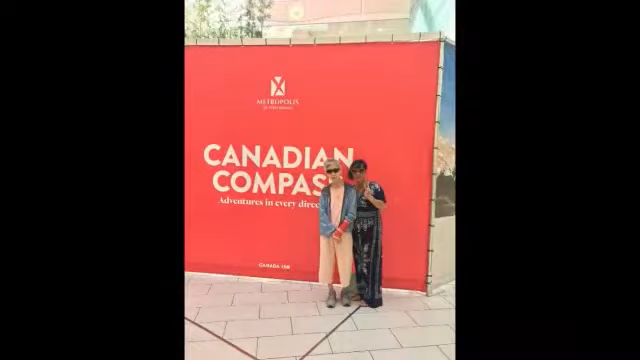 METROPOLIS
CANADIAN
COMPAS
Adventures in every direc
CANADA 150